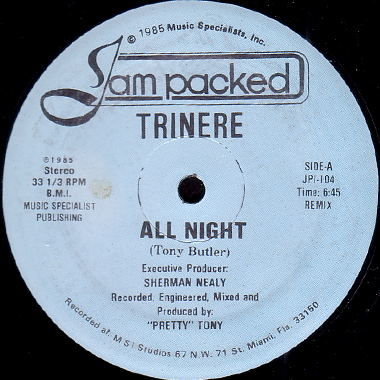 © 1985 Music Specialists, Inc.
Jam packed
TRINERE
℗1985
Stereo
33 1/3 RPM
B.M.I.
MUSIC SPECIALIST
PUBLISHING
SIDE-A
JPI-104
Time: 6:45
REMIX
ALL NIGHT
(Tony Butler)
Executive Producer:
SHERMAN NEALY
Recorded, Engineered, Mixed and
Produced by:
"PRETTY" TONY
Recorded at: M S I Studios 67 N.W. 71 St. Miami, Fla. 33150